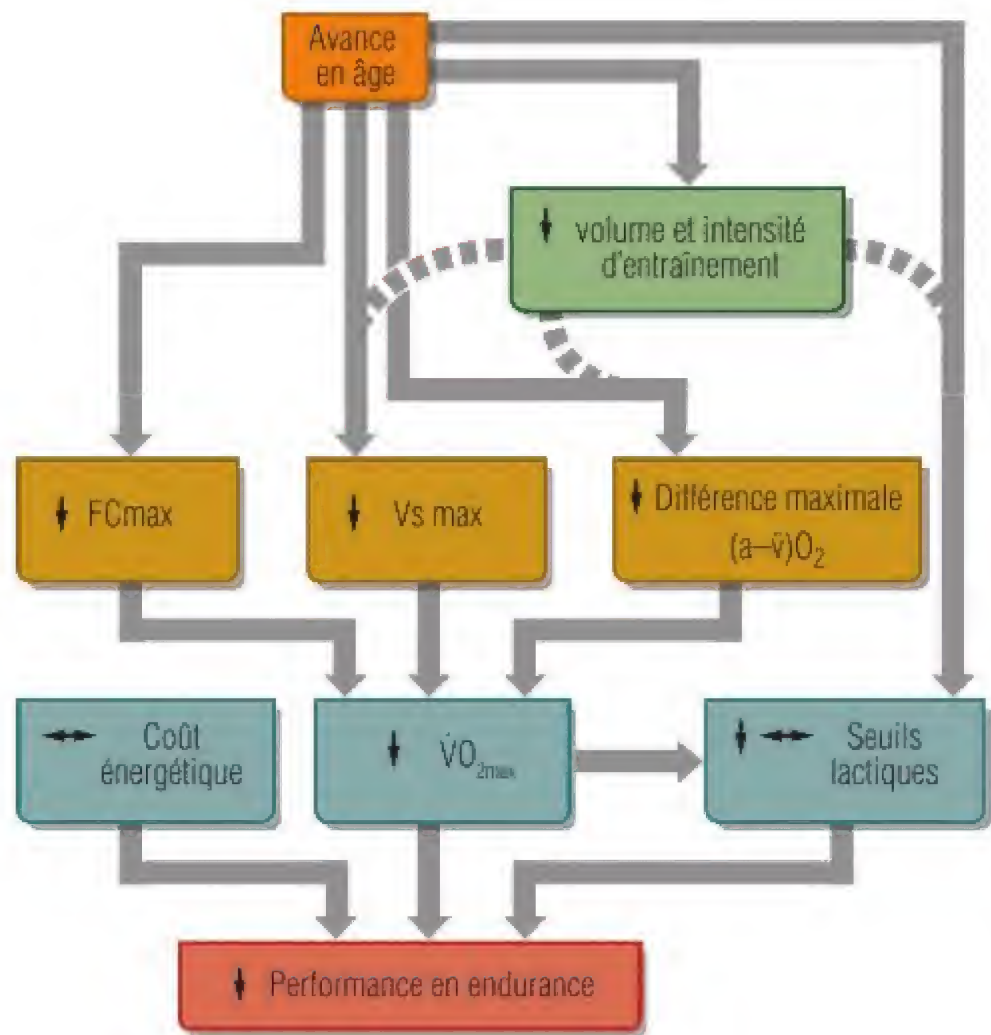 Avance
en âge
volume et intensité
d'entraînement
FCmax
Vs max
Différence maximale
(a–v̄)O₂
Coût
énergétique
V̇O₂max
Seuils
lactiques
Performance en endurance